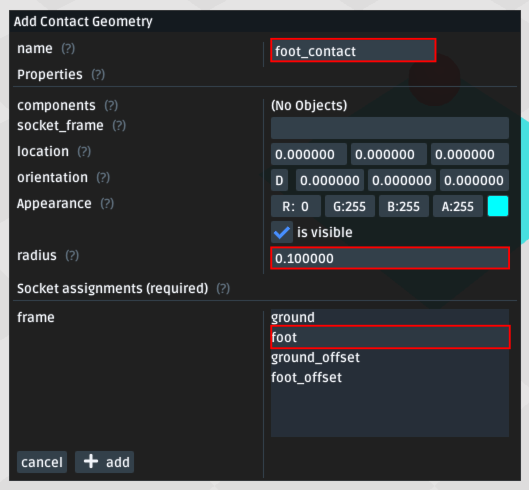 Add Contact Geometry
name (?) foot_contact
Properties (?)
components (?) (No Objects)
socket_frame (?)
location (?) 0.000000 0.000000 0.000000
orientation (?) D 0.000000 0.000000 0.000000
Appearance (?) R: 0 G:255 B:255 A:255
is visible
radius (?) 0.100000
Socket assignments (required) (?)
frame ground
foot
ground_offset
foot_offset
cancel + add